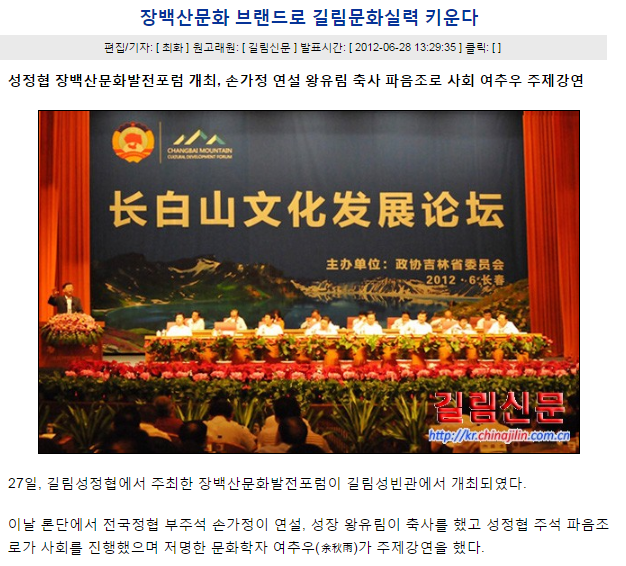 장백산문화 브랜드로 길림문화실력 키운다
편집/기자: [ 최화 ] 원고래원: [ 길림신문 ] 발표시간: [ 2012-06-28 13:29:35 ] 클릭: [ ]
성정협 장백산문화발전포럼 개최, 손가정 연설 왕유림 축사 파음조로 사회 여추우 주제강연
CHANGBAI MOUNTAIN
CULTURAL DEVELOPMENT FORUM
长白山文化发展论坛
主办单位：政协吉林省委员会
2012·6·长春
길림신문
http://kr.chinajilin.com.cn
27일, 길림성정협에서 주최한 장백산문화발전포럼이 길림성빈관에서 개최되였다.
이날 론단에서 전국정협 부주석 손가정이 연설, 성장 왕유림이 축사를 했고 성정협 주석 파음조
로가 사회를 진행했으며 저명한 문화학자 여추우(余秋雨)가 주제강연을 했다.